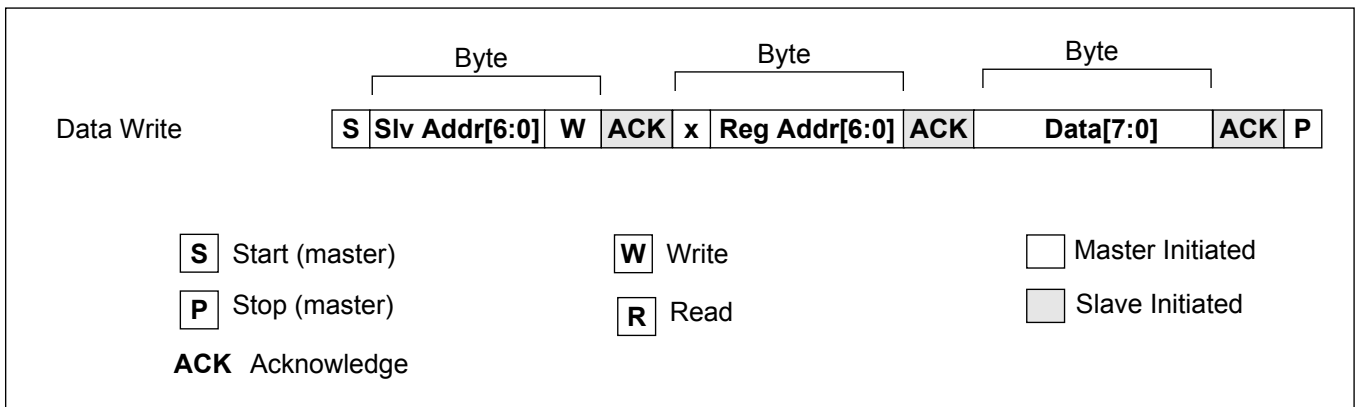 Byte Byte Byte
Data Write S Slv Addr[6:0] W ACK x Reg Addr[6:0] ACK Data[7:0] ACK P
S Start (master) W Write Master Initiated
P Stop (master) R Read Slave Initiated
ACK Acknowledge